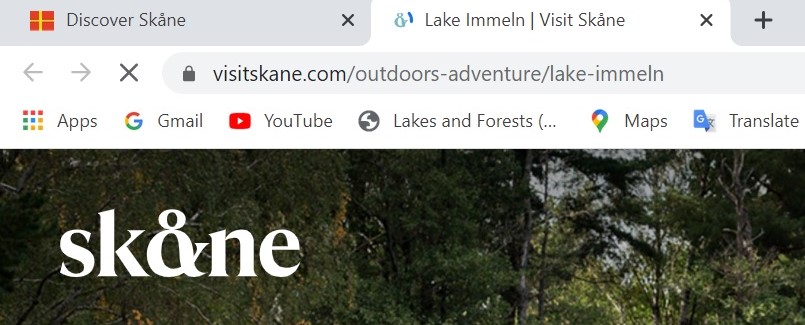 Discover Skåne
Lake Immeln | Visit Skåne
visitskane.com/outdoors-adventure/lake-immeln
Apps Gmail YouTube Lakes and Forests (... Maps Translate
skåne